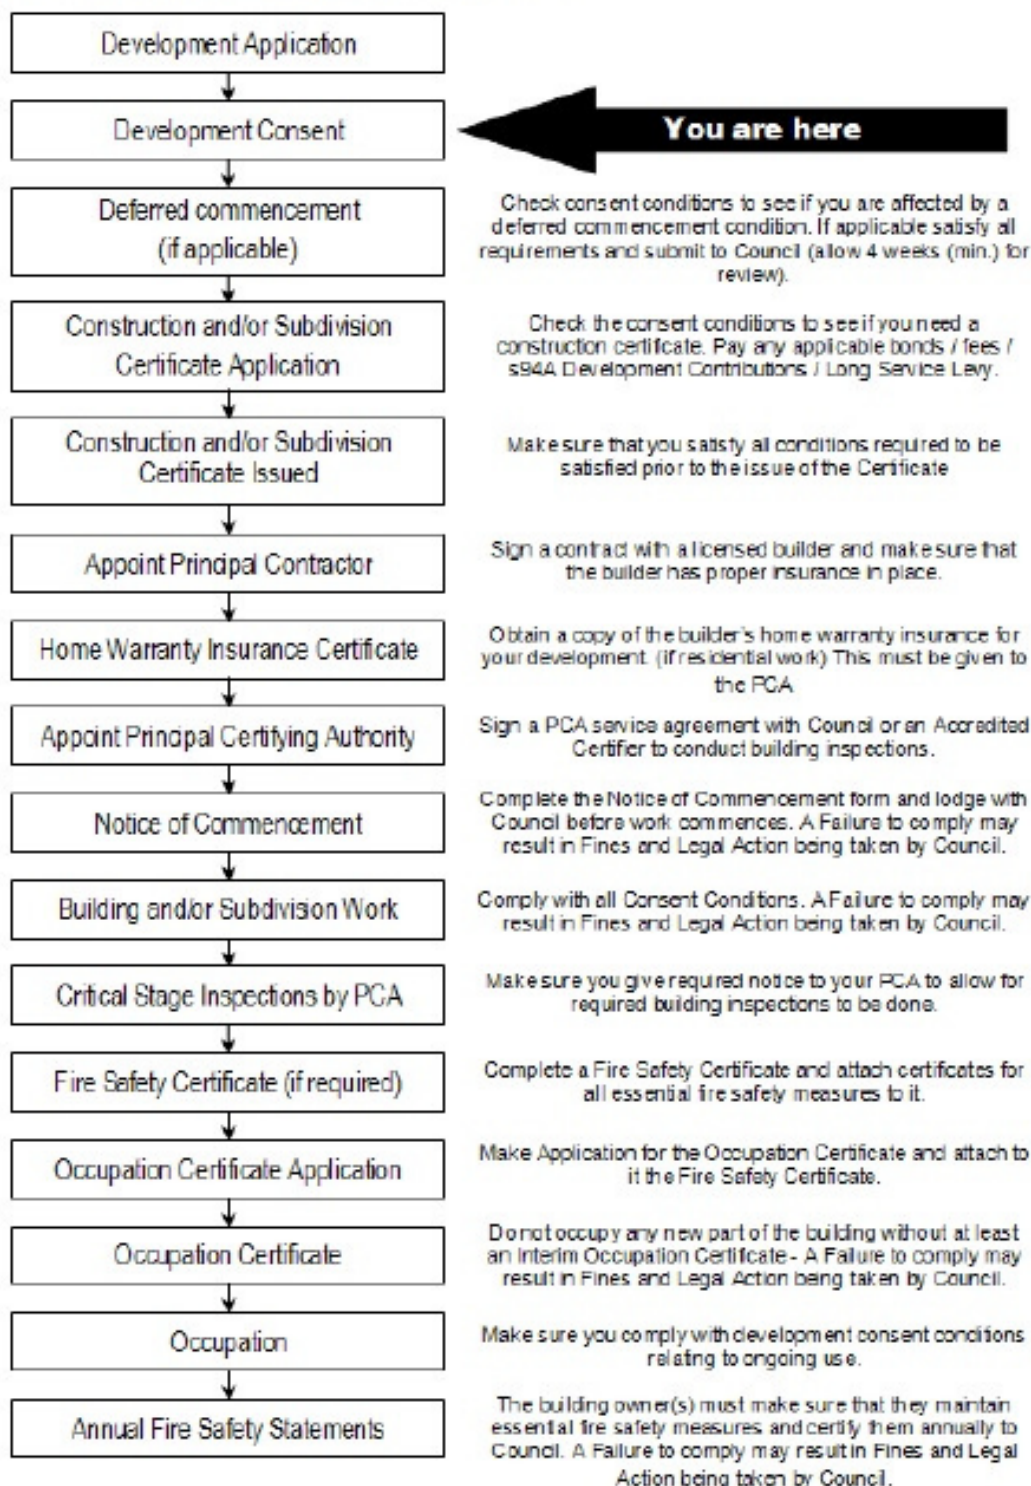 Development Application
Development Consent
You are here
Deferred commencement
(if applicable)
Check consent conditions to see if you are affected by a
deferred commencement condition. If applicable satisfy all
requirements and submit to Council (allow 4 weeks (min.) for
review).
Construction and/or Subdivision
Certificate Application
Check the consent conditions to see if you need a
construction certificate. Pay any applicable bonds / fees /
s94A Development Contributions / Long Service Levy.
Construction and/or Subdivision
Certificate Issued
Make sure that you satisfy all conditions required to be
satisfied prior to the issue of the Certificate
Appoint Principal Contractor
Sign a contract with a licensed builder and make sure that
the builder has proper insurance in place.
Home Warranty Insurance Certificate
Obtain a copy of the builder's home warranty insurance for
your development. (if residential work) This must be given to
the PCA
Appoint Principal Certifying Authority
Sign a PCA service agreement with Council or an Accredited
Certifier to conduct building inspections.
Notice of Commencement
Complete the Notice of Commencement form and lodge with
Council before work commences. A Failure to comply may
result in Fines and Legal Action being taken by Council.
Building and/or Subdivision Work
Comply with all Consent Conditions. A Failure to comply may
result in Fines and Legal Action being taken by Council.
Critical Stage Inspections by PCA
Make sure you give required notice to your PCA to allow for
required building inspections to be done.
Fire Safety Certificate (if required)
Complete a Fire Safety Certificate and attach certificates for
all essential fire safety measures to it.
Occupation Certificate Application
Make Application for the Occupation Certificate and attach to
it the Fire Safety Certificate.
Occupation Certificate
Do not occupy any new part of the building without at least
an Interim Occupation Certificate - A Failure to comply may
result in Fines and Legal Action being taken by Council.
Occupation
Make sure you comply with development consent conditions
relating to ongoing use.
Annual Fire Safety Statements
The building owner(s) must make sure that they maintain
essential fire safety measures and certify them annually to
Council. A Failure to comply may result in Fines and Legal
Action being taken by Council.